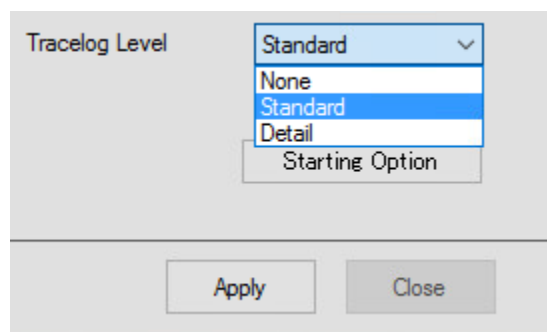 Tracelog Level Standard
None
Standard
Detail
Starting Option
Apply Close